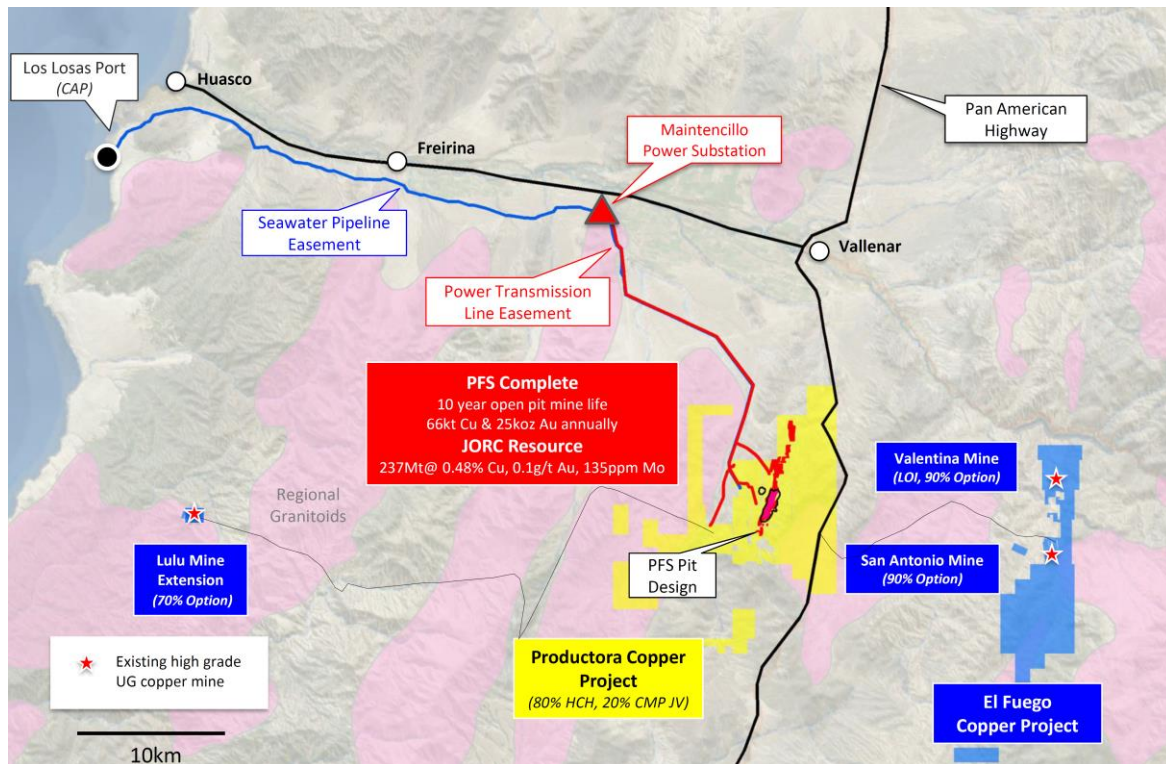 Los Losas Port
(CAP)
Huasco
Freirina
Maintencillo
Power Substation
Pan American
Highway
Seawater Pipeline
Easement
Vallenar
Power Transmission
Line Easement
PFS Complete
10 year open pit mine life
66kt Cu & 25koz Au annually
JORC Resource
237Mt@ 0.48% Cu, 0.1g/t Au, 135ppm Mo
Valentina Mine
(LOI, 90% Option)
Regional
Granitoids
Lulu Mine
Extension
(70% Option)
PFS Pit
Design
San Antonio Mine
(90% Option)
Existing high grade
UG copper mine
Productora Copper
Project
(80% HCH, 20% CMP JV)
El Fuego
Copper Project
10km